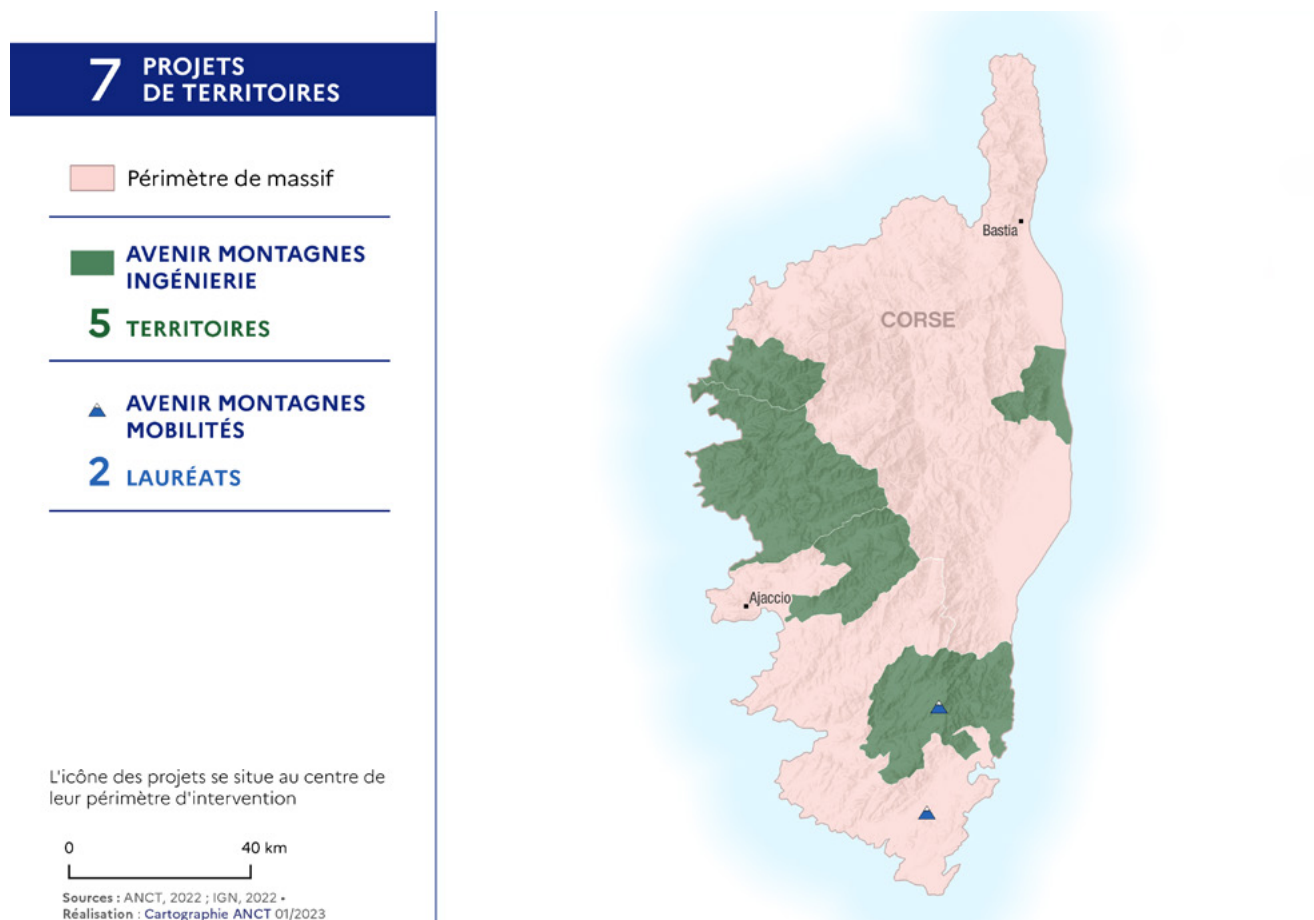 7 PROJETS
DE TERRITOIRES
Périmètre de massif
AVENIR MONTAGNES
INGÉNIERIE
5 TERRITOIRES
AVENIR MONTAGNES
MOBILITÉS
2 LAURÉATS
L'icône des projets se situe au centre de
leur périmètre d'intervention
0 40 km
Sources : ANCT, 2022 ; IGN, 2022 •
Réalisation : Cartographie ANCT 01/2023
Bastia
CORSE
Ajaccio